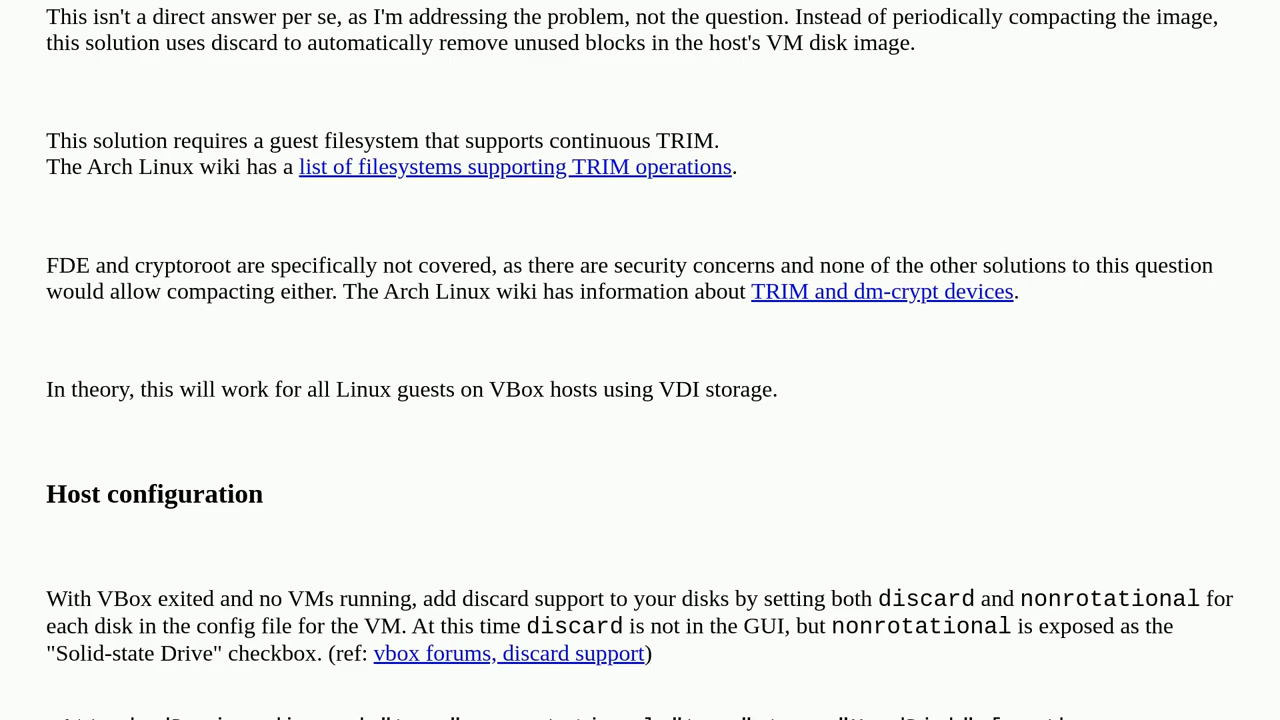 This isn't a direct answer per se, as I'm addressing the problem, not the question. Instead of periodically compacting the image,
this solution uses discard to automatically remove unused blocks in the host's VM disk image.
This solution requires a guest filesystem that supports continuous TRIM.
The Arch Linux wiki has a list of filesystems supporting TRIM operations.
FDE and cryptoroot are specifically not covered, as there are security concerns and none of the other solutions to this question
would allow compacting either. The Arch Linux wiki has information about TRIM and dm-crypt devices.
In theory, this will work for all Linux guests on VBox hosts using VDI storage.
Host configuration
With VBox exited and no VMs running, add discard support to your disks by setting both discard and nonrotational for
each disk in the config file for the VM. At this time discard is not in the GUI, but nonrotational is exposed as the
"Solid-state Drive" checkbox. (ref: vbox forums, discard support)